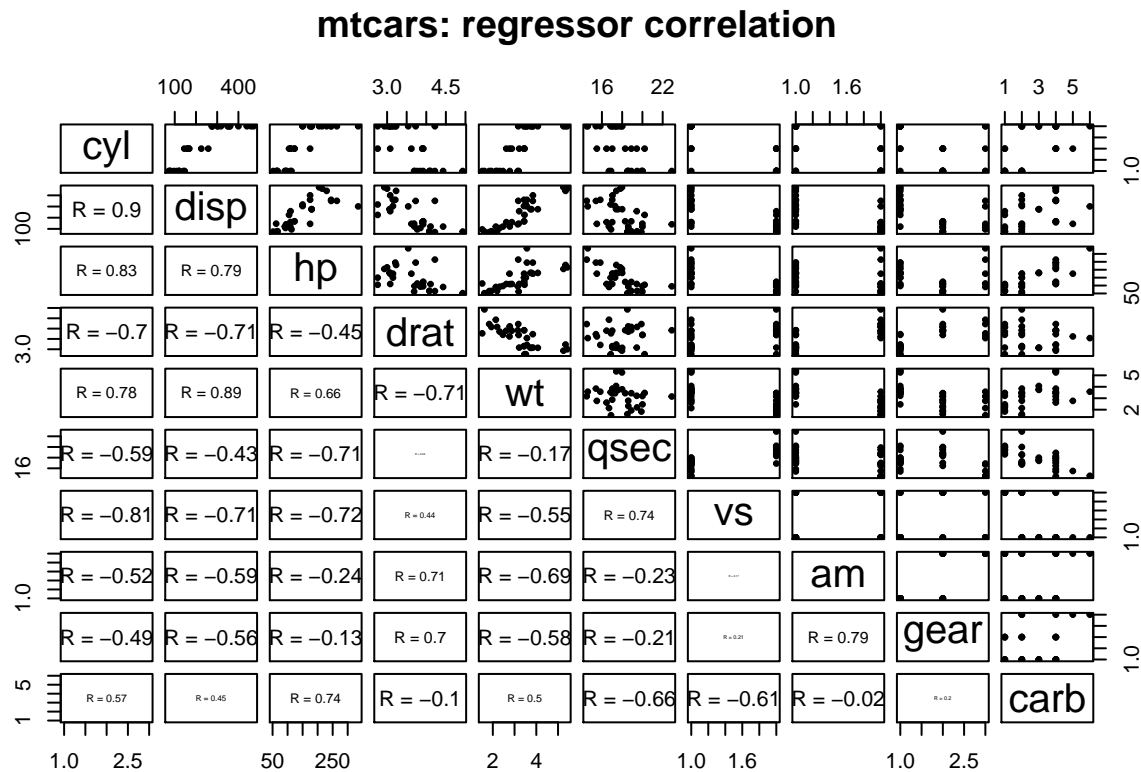 mtcars: regressor correlation
100 400 3.0 4.5 16 22 1.0 1.6 1 3 5
cyl 1.0
100 R = 0.9 disp
R = 0.83 R = 0.79 hp 50
3.0 R = −0.7 R = −0.71 R = −0.45 drat
R = 0.78 R = 0.89 R = 0.66 R = −0.71 wt 2 5
16 R = −0.59 R = −0.43 R = −0.71 R = −0.17 qsec
R = −0.81 R = −0.71 R = −0.72 R = 0.44 R = −0.55 R = 0.74 vs 1.0
1.0 R = −0.52 R = −0.59 R = −0.24 R = 0.71 R = −0.69 R = −0.23 am
R = −0.49 R = −0.56 R = −0.13 R = 0.7 R = −0.58 R = −0.21 R = 0.21 R = 0.79 gear 1.0
1 5 R = 0.57 R = 0.45 R = 0.74 R = −0.1 R = 0.5 R = −0.66 R = −0.61 R = −0.02 R = 0.2 carb
1.0 2.5 50 250 2 4 1.0 1.6 1.0 2.5